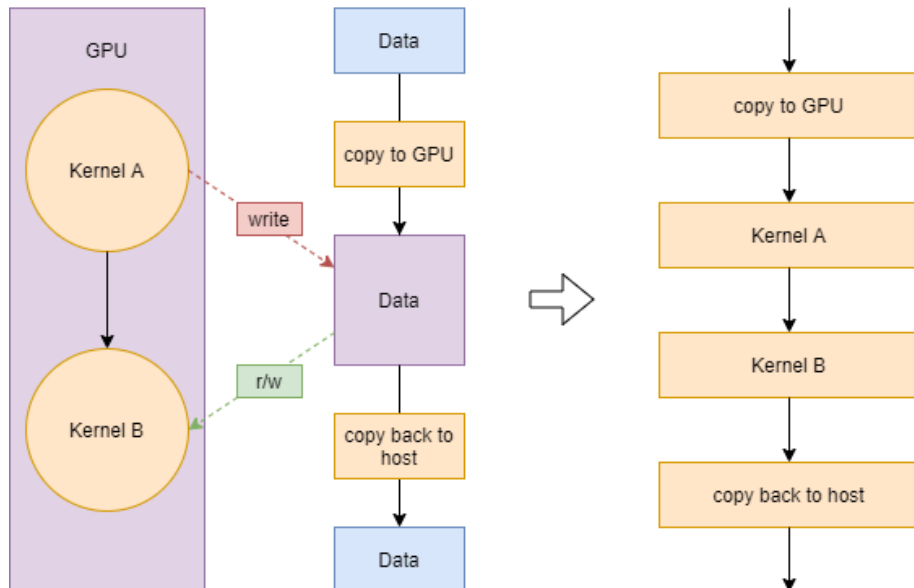 GPU
Kernel A
Kernel B
write
r/w
Data
copy to GPU
Data
copy back to
host
Data
copy to GPU
Kernel A
Kernel B
copy back to host